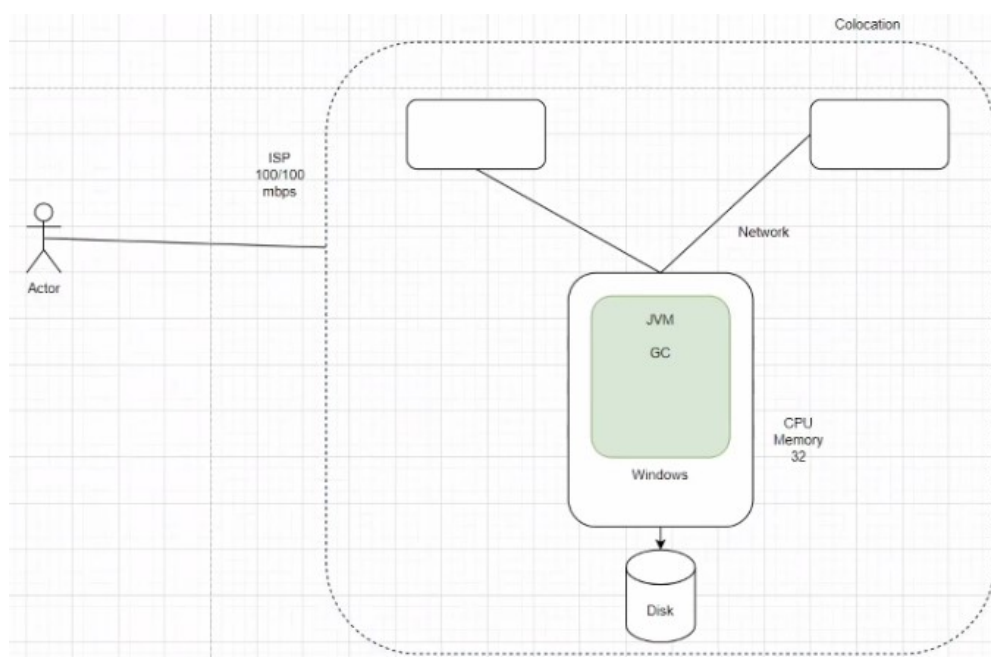 Colocation
ISP
100/100
mbps
Actor
Network
JVM
GC
CPU
Memory
32
Windows
Disk